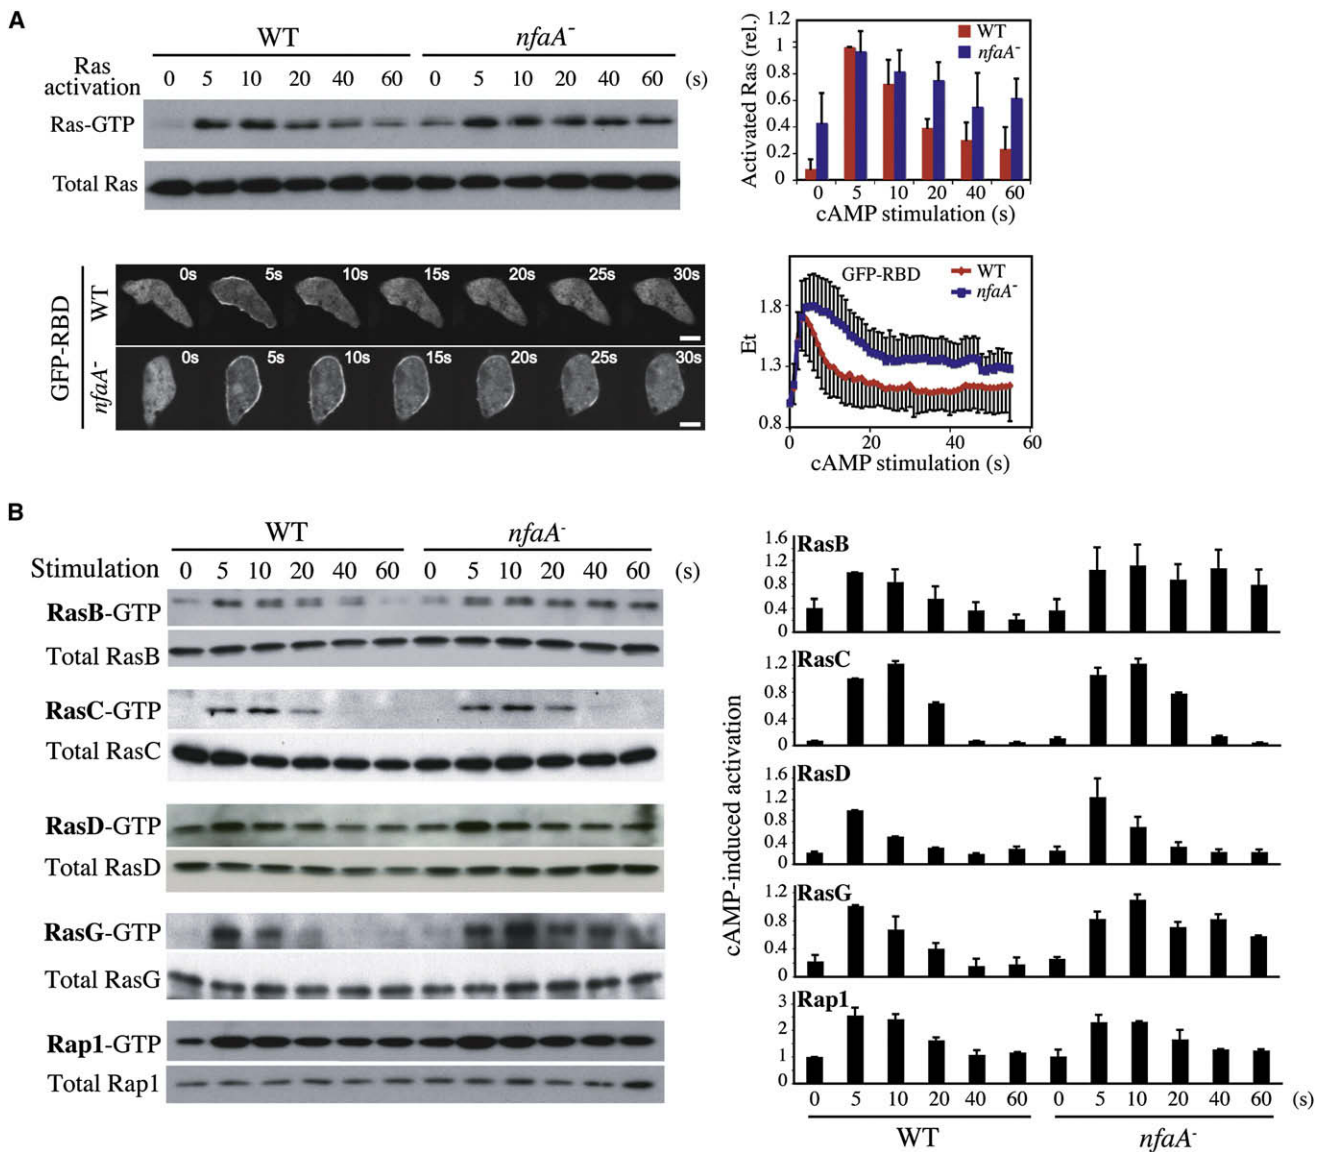 A
WT nfaA-
Ras activation 0 5 10 20 40 60 0 5 10 20 40 60 (s)
Ras-GTP
Total Ras
Activated Ras (rel.)
1.2
1
0.8
0.6
0.4
0.2
0
WT
nfaA-
0 5 10 20 40 60
cAMP stimulation (s)
GFP-RBD
WT
0s 5s 10s 15s 20s 25s 30s
nfaA-
0s 5s 10s 15s 20s 25s 30s
Et
GFP-RBD
WT
nfaA-
1.8
1.3
0.8
0 20 40 60
cAMP stimulation (s)
B
WT nfaA-
Stimulation 0 5 10 20 40 60 0 5 10 20 40 60 (s)
RasB-GTP
Total RasB
RasC-GTP
Total RasC
RasD-GTP
Total RasD
RasG-GTP
Total RasG
Rap1-GTP
Total Rap1
cAMP-induced activation
RasB
1.6
1.2
0.8
0.4
0
RasC
1.2
0.8
0.4
0
RasD
1.6
1.2
0.8
0.4
0
RasG
1.2
0.8
0.4
0
Rap1
3
2
1
0
0 5 10 20 40 60 0 5 10 20 40 60 (s)
WT nfaA-